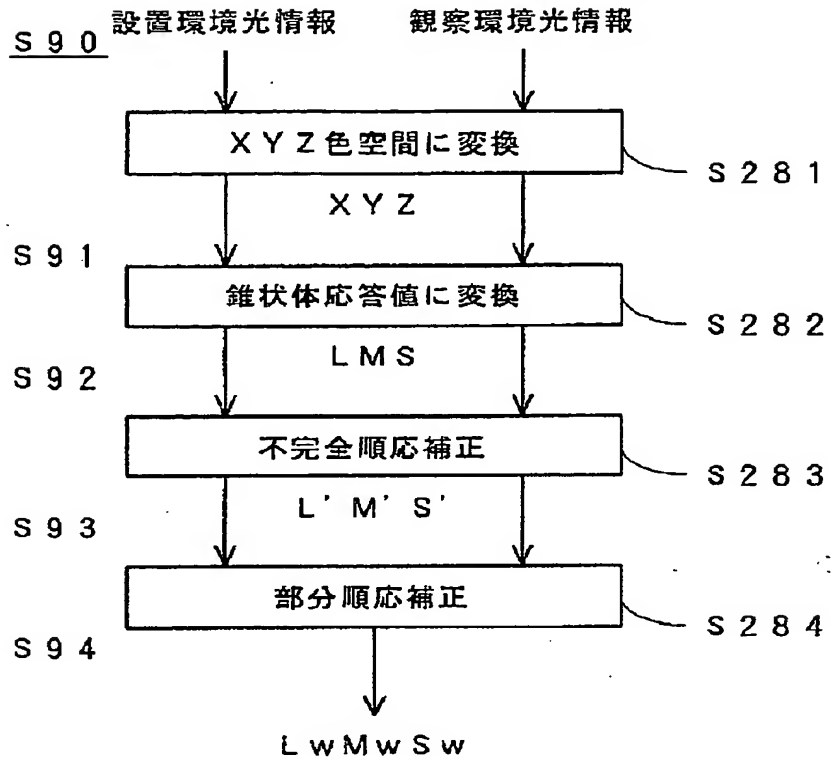 S90 設置環境光情報 観察環境光情報
XYZ色空間に変換
S281
XYZ
S91
錐状体応答値に変換
S282
LMS
S92
不完全順応補正
S283
L'M'S'
S93
部分順応補正
S284
S94
LwMwSw